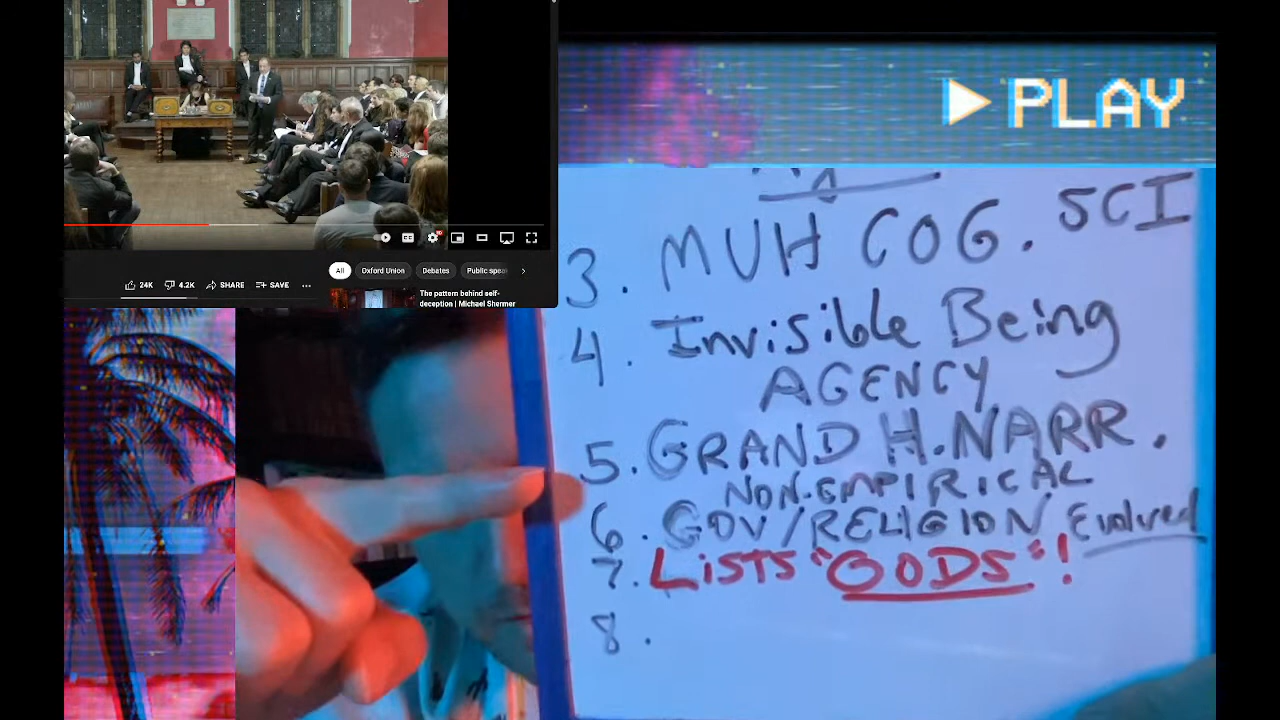 PLAY
24K 4.2K SHARE SAVE
All Oxford Union Debates Public spea
The pattern behind self-
deception | Michael Shermer
3. MUH COG. SCI
4. Invisible Being
AGENCY
5. GRAND H. NARR.
NON-EMPIRICAL
6. GOV/RELIGION Evolved
7. LISTS "GODS"!
8.